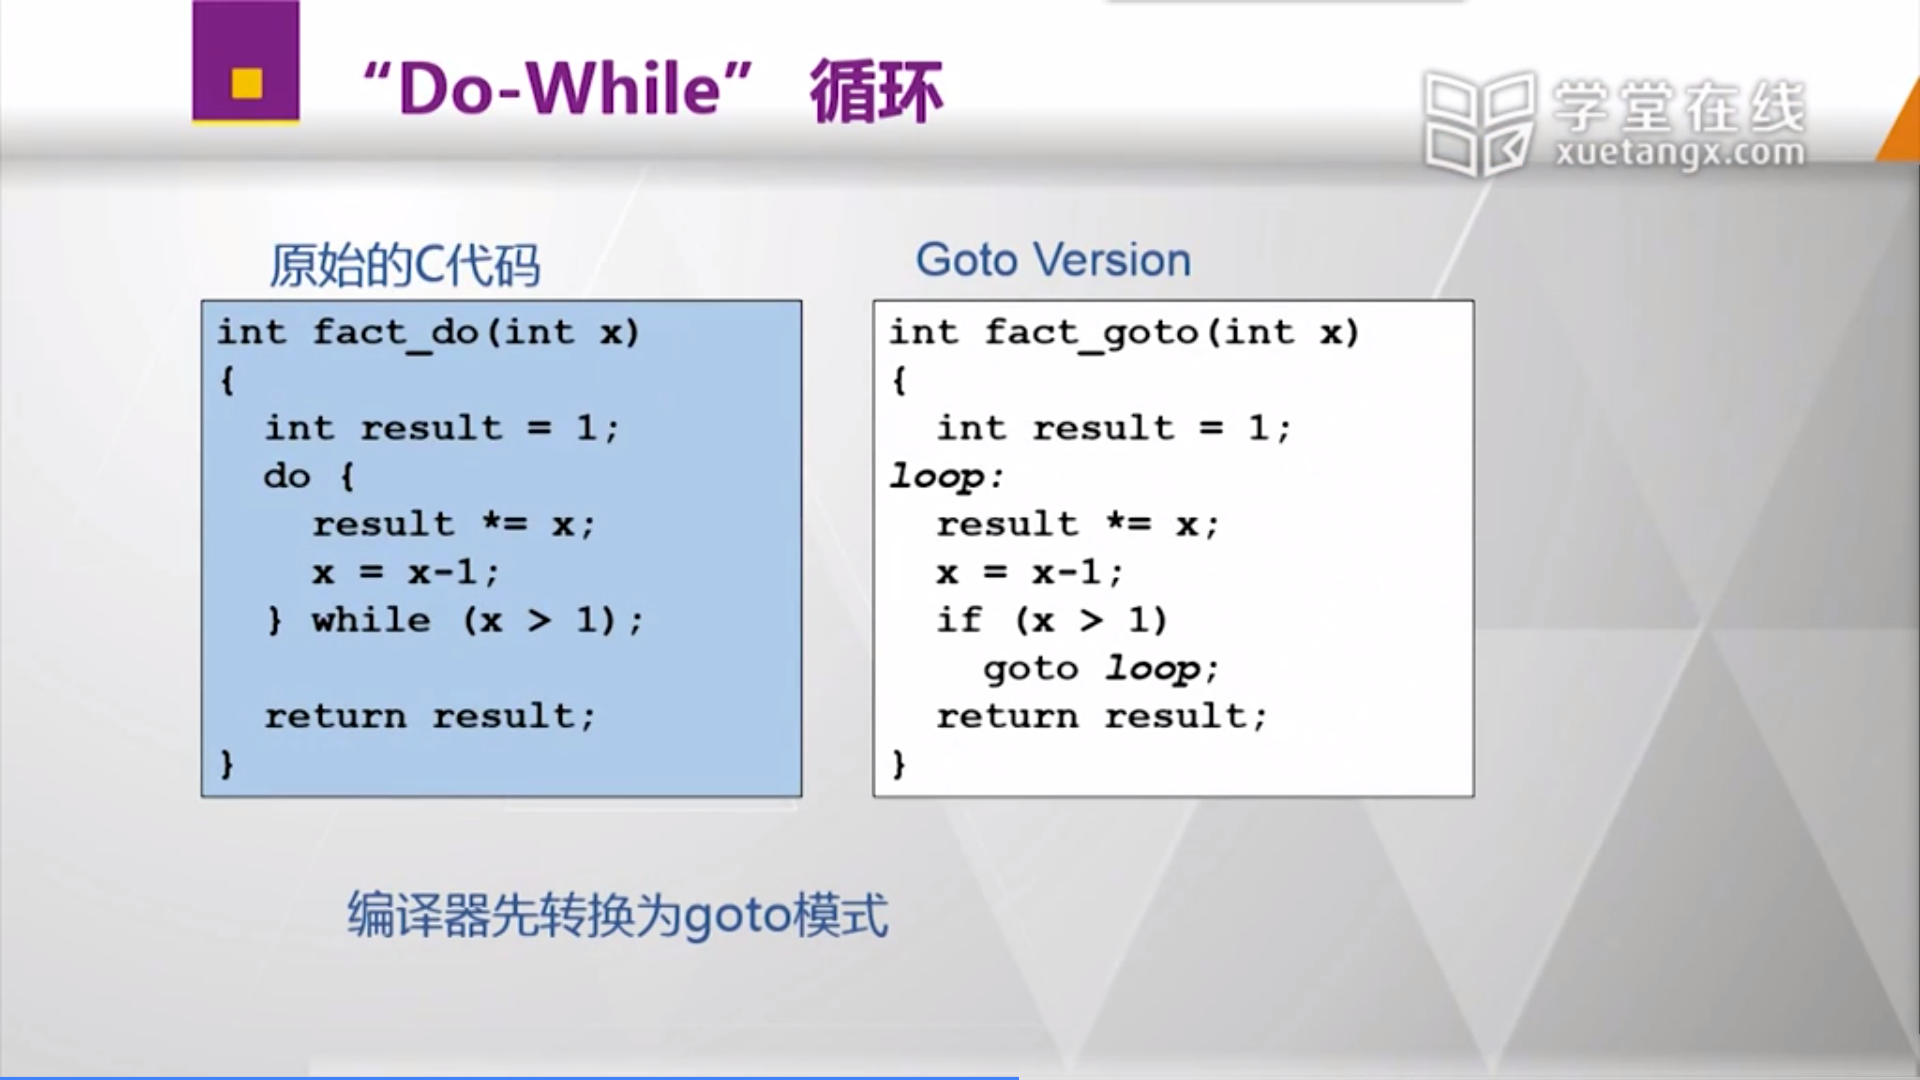 “Do-While” 循环
学堂在线
xuetangx.com
原始的C代码
int fact_do(int x)
{
  int result = 1;
  do {
    result *= x;
    x = x-1;
  } while (x > 1);
  return result;
}
Goto Version
int fact_goto(int x)
{
  int result = 1;
loop:
  result *= x;
  x = x-1;
  if (x > 1)
    goto loop;
  return result;
}
编译器先转换为goto模式